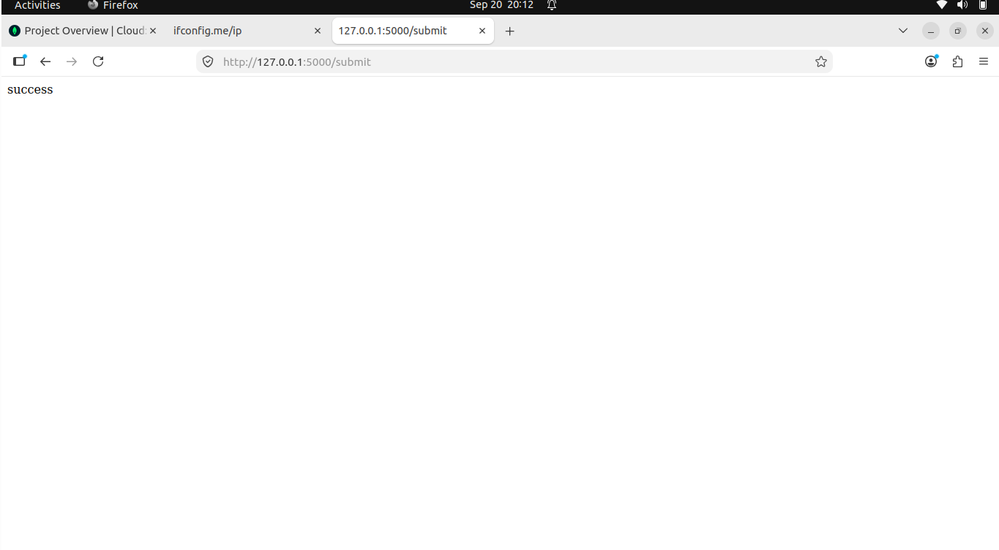 Activities Firefox Sep 20 20:12
Project Overview | Cloud: ifconfig.me/ip 127.0.0.1:5000/submit
http://127.0.0.1:5000/submit
success